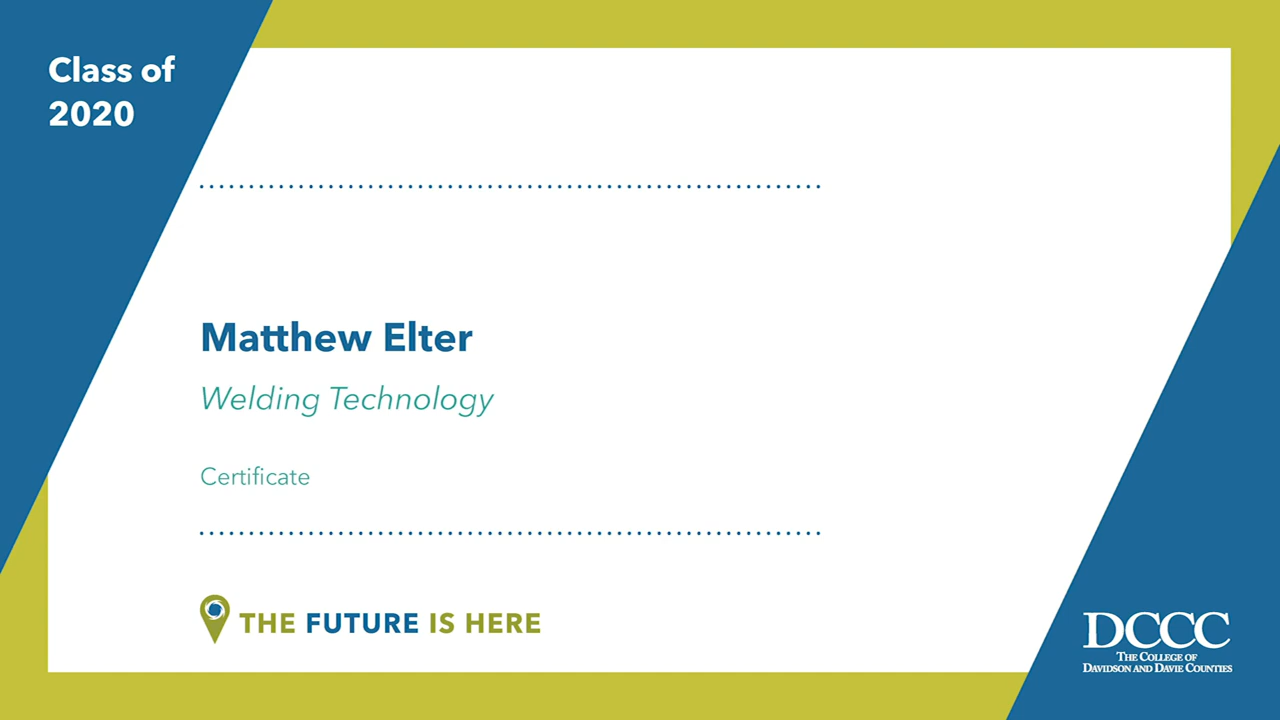 Class of
2020
Matthew Elter
Welding Technology
Certificate
THE FUTURE IS HERE
DCCC
THE COLLEGE OF
DAVIDSON AND DAVIE COUNTIES